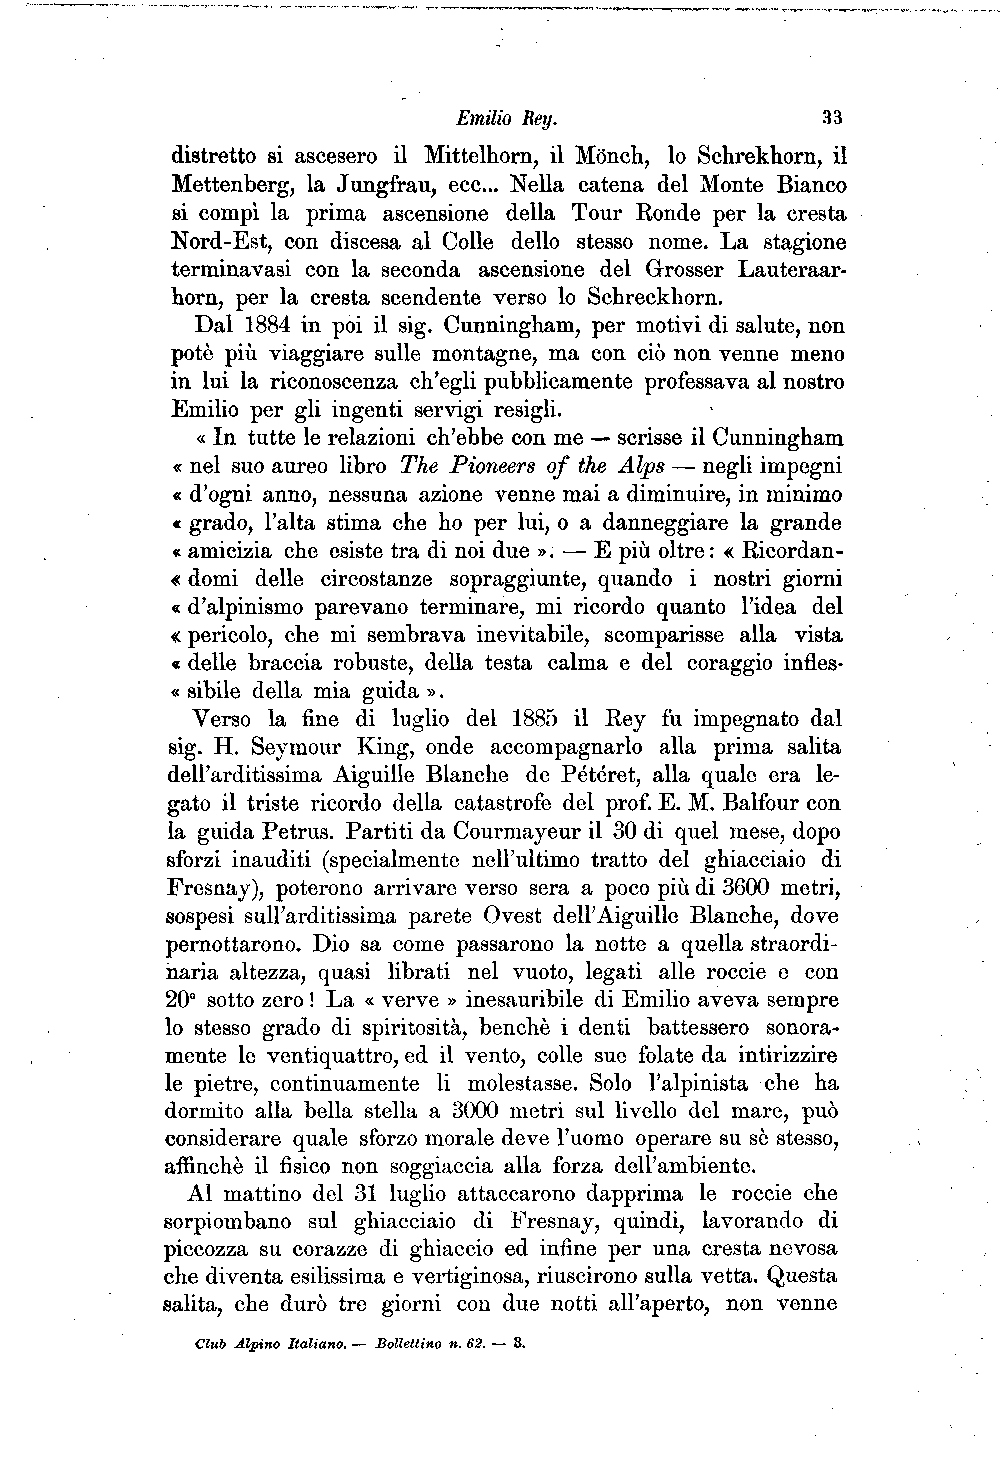 Emilio Rey. 33
distretto si ascesero il Mittelhorn, il Mönch, lo Schrekhorn, il
Mettenberg, la Jungfrau, ecc... Nella catena del Monte Bianco
si compì la prima ascensione della Tour Ronde per la cresta
Nord-Est, con discesa al Colle dello stesso nome. La stagione
terminavasi con la seconda ascensione del Grosser Lauteraar-
horn, per la cresta scendente verso lo Schreckhorn.
Dal 1884 in poi il sig. Cunningham, per motivi di salute, non
potè più viaggiare sulle montagne, ma con ciò non venne meno
in lui la riconoscenza ch'egli pubblicamente professava al nostro
Emilio per gli ingenti servigi resigli.
« In tutte le relazioni ch'ebbe con me — scrisse il Cunningham
« nel suo aureo libro The Pioneers of the Alps — negli impegni
« d'ogni anno, nessuna azione venne mai a diminuire, in minimo
« grado, l'alta stima che ho per lui, o a danneggiare la grande
« amicizia che esiste tra di noi due ». — E più oltre: « Ricordan-
« domi delle circostanze sopraggiunte, quando i nostri giorni
« d'alpinismo parevano terminare, mi ricordo quanto l'idea del
« pericolo, che mi sembrava inevitabile, scomparisse alla vista
« delle braccia robuste, della testa calma e del coraggio infles-
« sibile della mia guida ».
Verso la fine di luglio del 1885 il Rey fu impegnato dal
sig. H. Seymour King, onde accompagnarlo alla prima salita
dell'arditissima Aiguille Blanche de Pétéret, alla quale era le-
gato il triste ricordo della catastrofe del prof. E. M. Balfour con
la guida Petrus. Partiti da Courmayeur il 30 di quel mese, dopo
sforzi inauditi (specialmente nell'ultimo tratto del ghiacciaio di
Fresnay), poterono arrivare verso sera a poco più di 3600 metri,
sospesi sull'arditissima parete Ovest dell'Aiguille Blanche, dove
pernottarono. Dio sa come passarono la notte a quella straordi-
naria altezza, quasi librati nel vuoto, legati alle roccie e con
20° sotto zero! La « verve » inesauribile di Emilio aveva sempre
lo stesso grado di spiritosità, benchè i denti battessero sonora-
mente le ventiquattro, ed il vento, colle sue folate da intirizzire
le pietre, continuamente li molestasse. Solo l'alpinista che ha
dormito alla bella stella a 3000 metri sul livello del mare, può
considerare quale sforzo morale deve l'uomo operare su sè stesso,
affinchè il fisico non soggiaccia alla forza dell'ambiente.
Al mattino del 31 luglio attaccarono dapprima le roccie che
sorpiombano sul ghiacciaio di Fresnay, quindi, lavorando di
piccozza su corazze di ghiaccio ed infine per una cresta nevosa
che diventa esilissima e vertiginosa, riuscirono sulla vetta. Questa
salita, che durò tre giorni con due notti all'aperto, non venne
Club Alpino Italiano. — Bollettino n. 62. — 3.